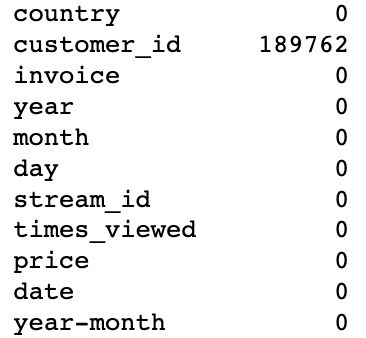 country 0
customer_id 189762
invoice 0
year 0
month 0
day 0
stream_id 0
times_viewed 0
price 0
date 0
year-month 0